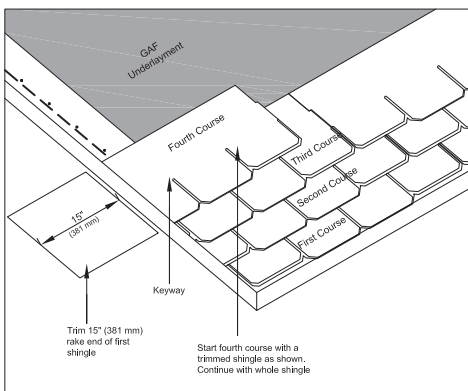 GAF
Underlayment
Fourth Course
Third Course
Second Course
First Course
15"
(381 mm)
Keyway
Trim 15" (381 mm)
rake end of first
shingle
Start fourth course with a
trimmed shingle as shown.
Continue with whole shingle